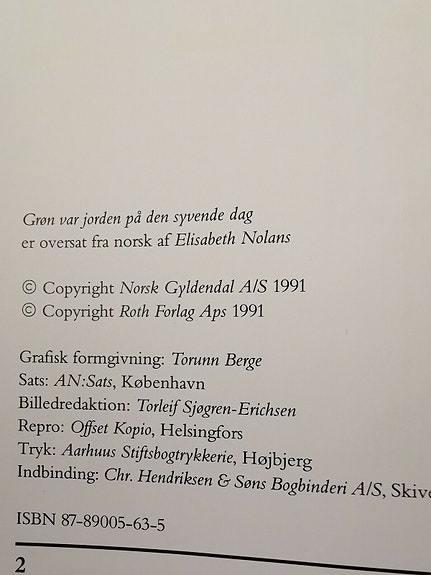 Grøn var jorden på den syvende dag
er oversat fra norsk af Elisabeth Nolans
© Copyright Norsk Gyldendal A/S 1991
© Copyright Roth Forlag Aps 1991
Grafisk formgivning: Torunn Berge
Sats: AN:Sats, København
Billedredaktion: Torleif Sjøgren-Erichsen
Repro: Offset Kopio, Helsingfors
Tryk: Aarhuus Stiftsbogtrykkerie, Højbjerg
Indbinding: Chr. Hendriksen & Søns Bogbinderi A/S, Skive
ISBN 87-89005-63-5
2